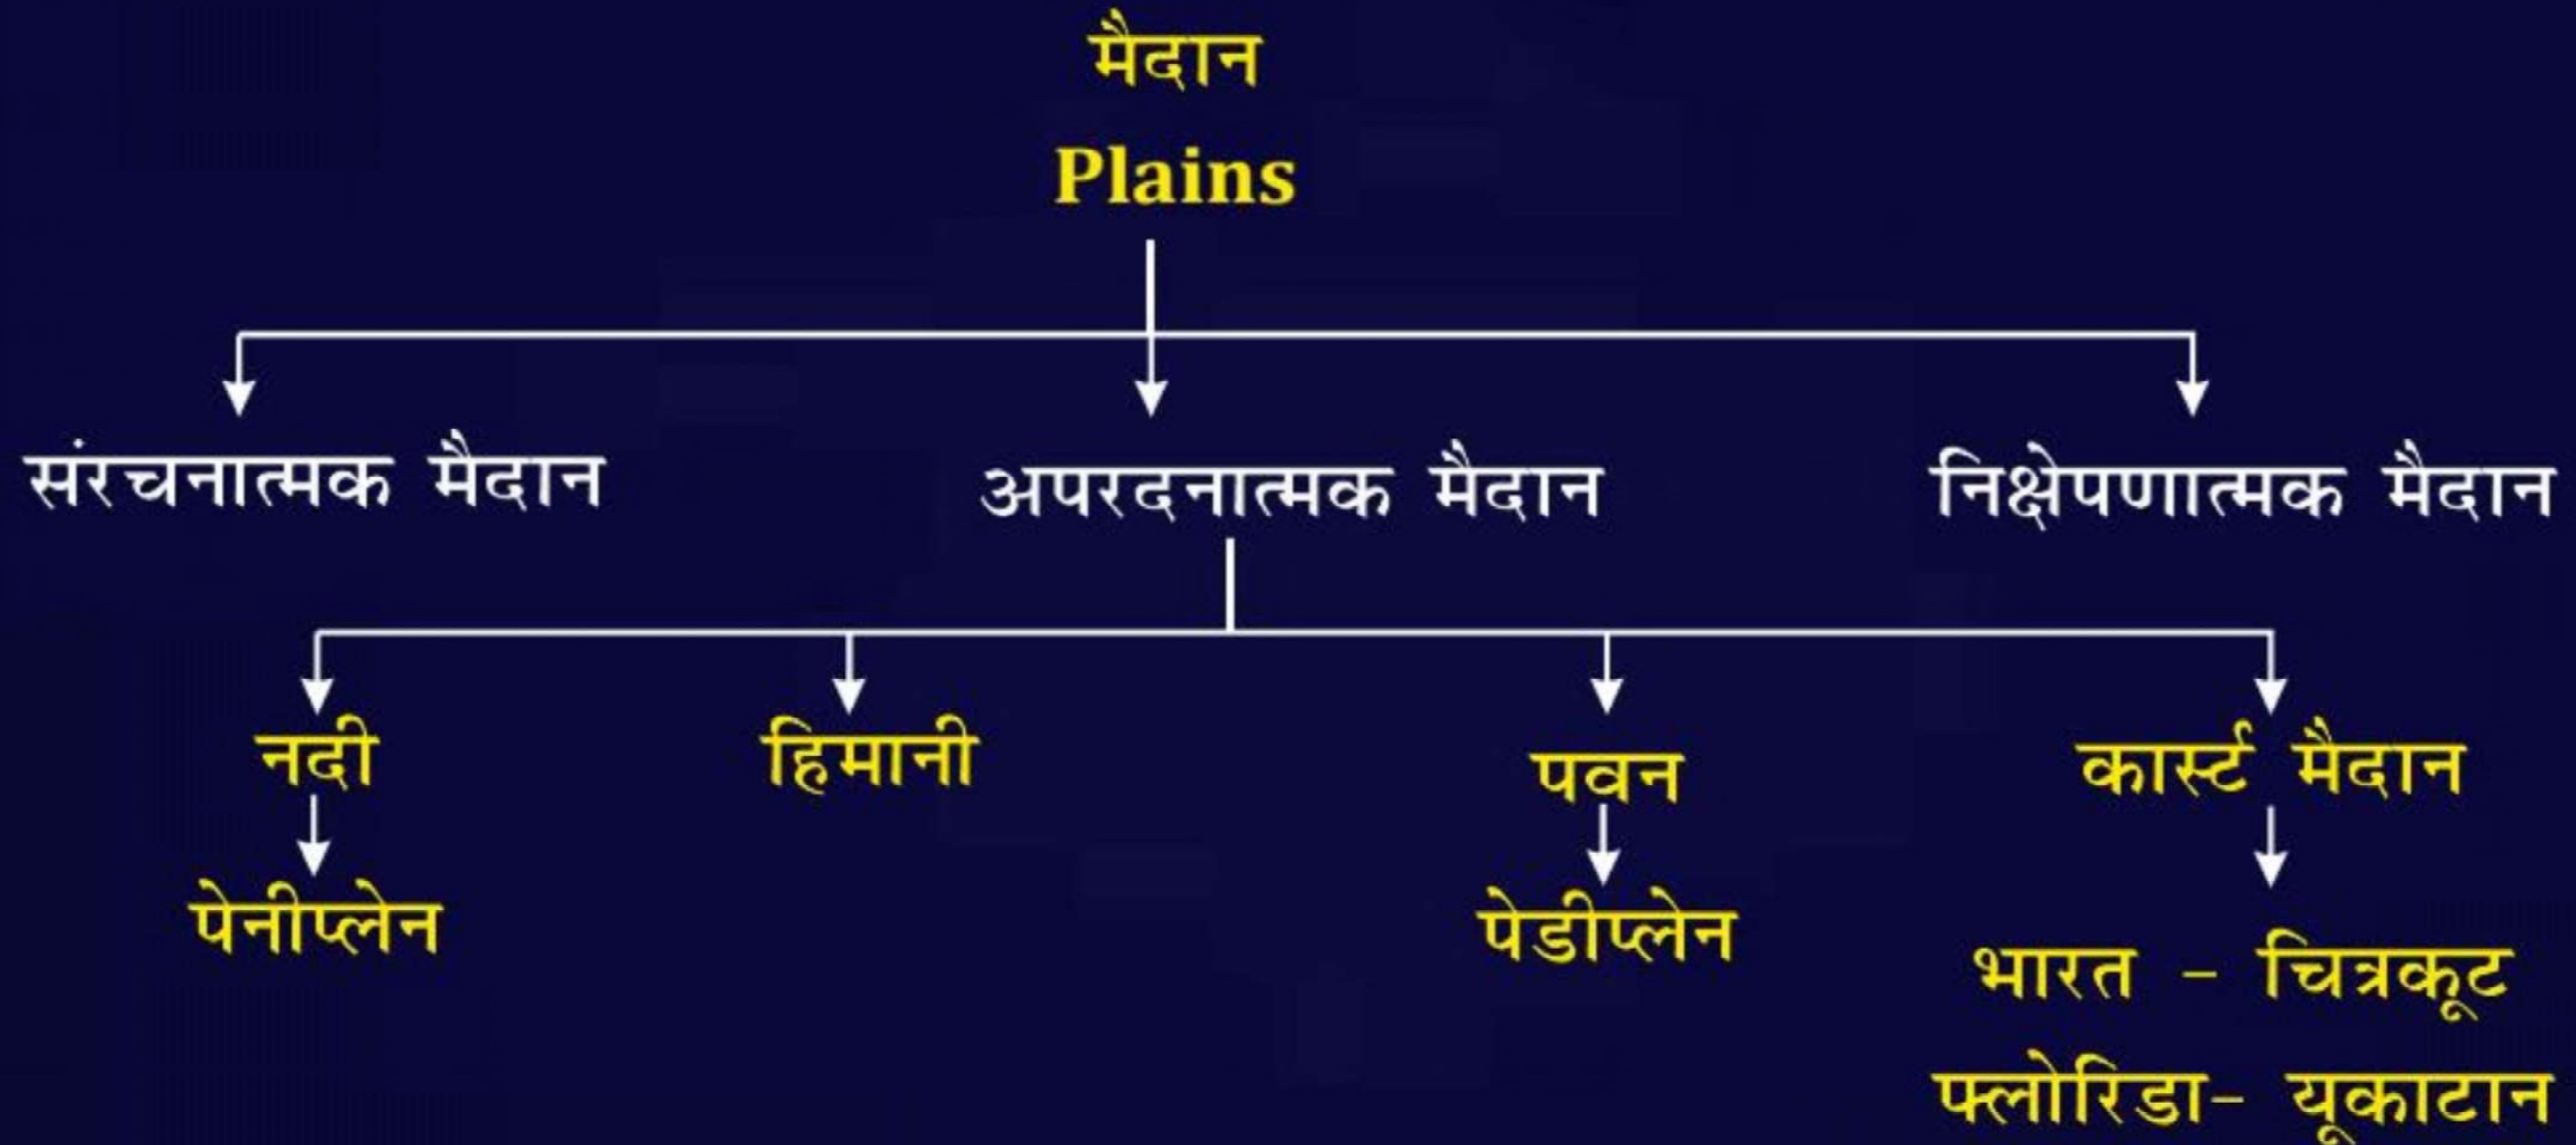 मैदान
Plains
संरचनात्मक मैदान
अपरदनात्मक मैदान
निक्षेपणात्मक मैदान
नदी
हिमानी
पवन
कार्स्ट मैदान
पेनीप्लेन
पेडीप्लेन
भारत - चित्रकूट
फ्लोरिडा- यूकाटान